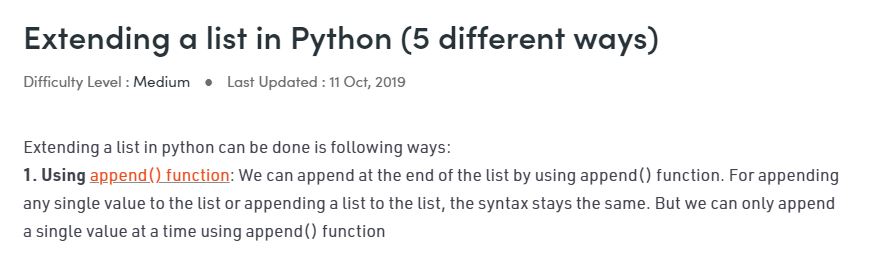 Extending a list in Python (5 different ways)
Difficulty Level : Medium ● Last Updated : 11 Oct, 2019
Extending a list in python can be done is following ways:
1. Using append() function: We can append at the end of the list by using append() function. For appending
any single value to the list or appending a list to the list, the syntax stays the same. But we can only append
a single value at a time using append() function